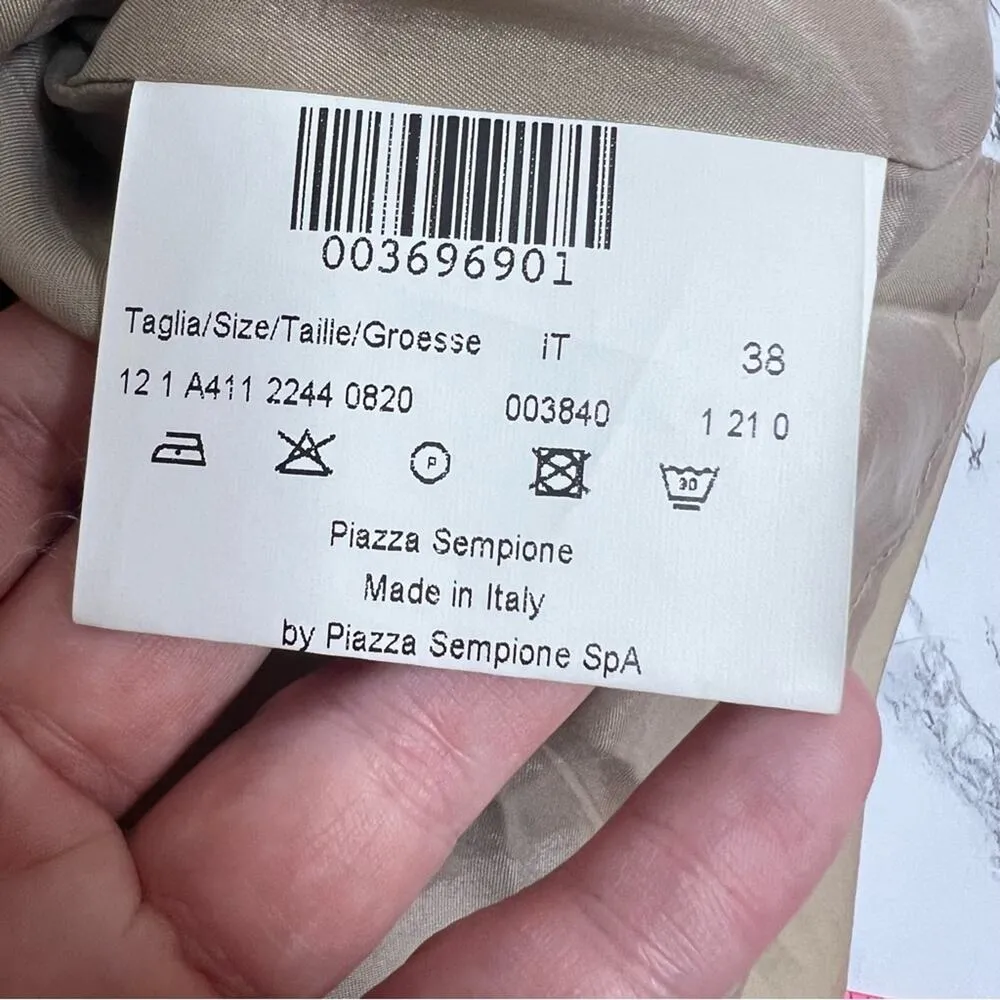 003696901
Taglia/Size/Taille/Groesse iT 38
12 1 A411 2244 0820 003840 1 21 0
P 30
Piazza Sempione
Made in Italy
by Piazza Sempione SpA